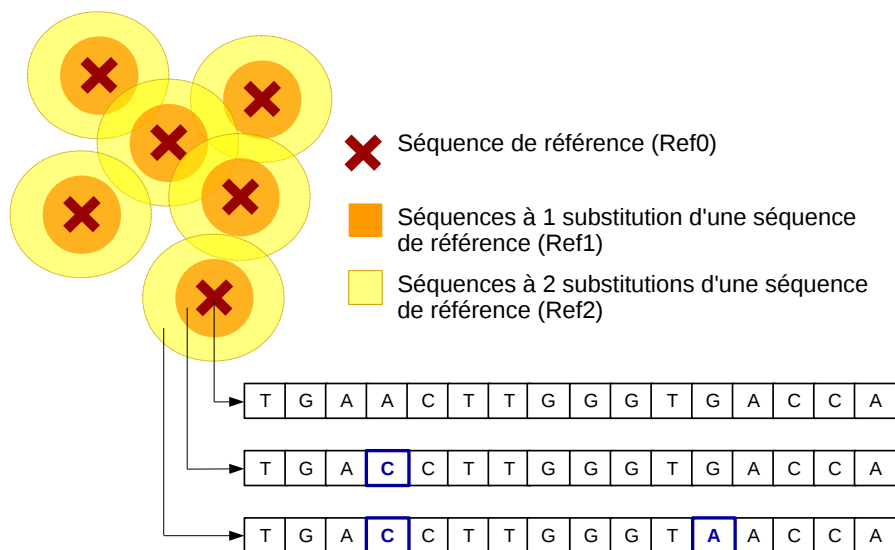 Séquence de référence (Ref0)
Séquences à 1 substitution d'une séquence
de référence (Ref1)
Séquences à 2 substitutions d'une séquence
de référence (Ref2)
T G A A C T T G G G T G A C C A
T G A C C T T G G G T G A C C A
T G A C C T T G G G T A A C C A